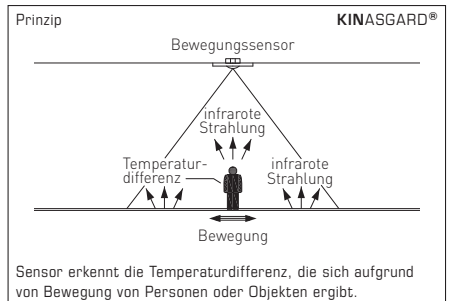 Prinzip
KINASGARD®
Bewegungssensor
infrarote
Strahlung
Temperatur-
differenz
infrarote
Strahlung
Bewegung
Sensor erkennt die Temperaturdifferenz, die sich aufgrund
von Bewegung von Personen oder Objekten ergibt.